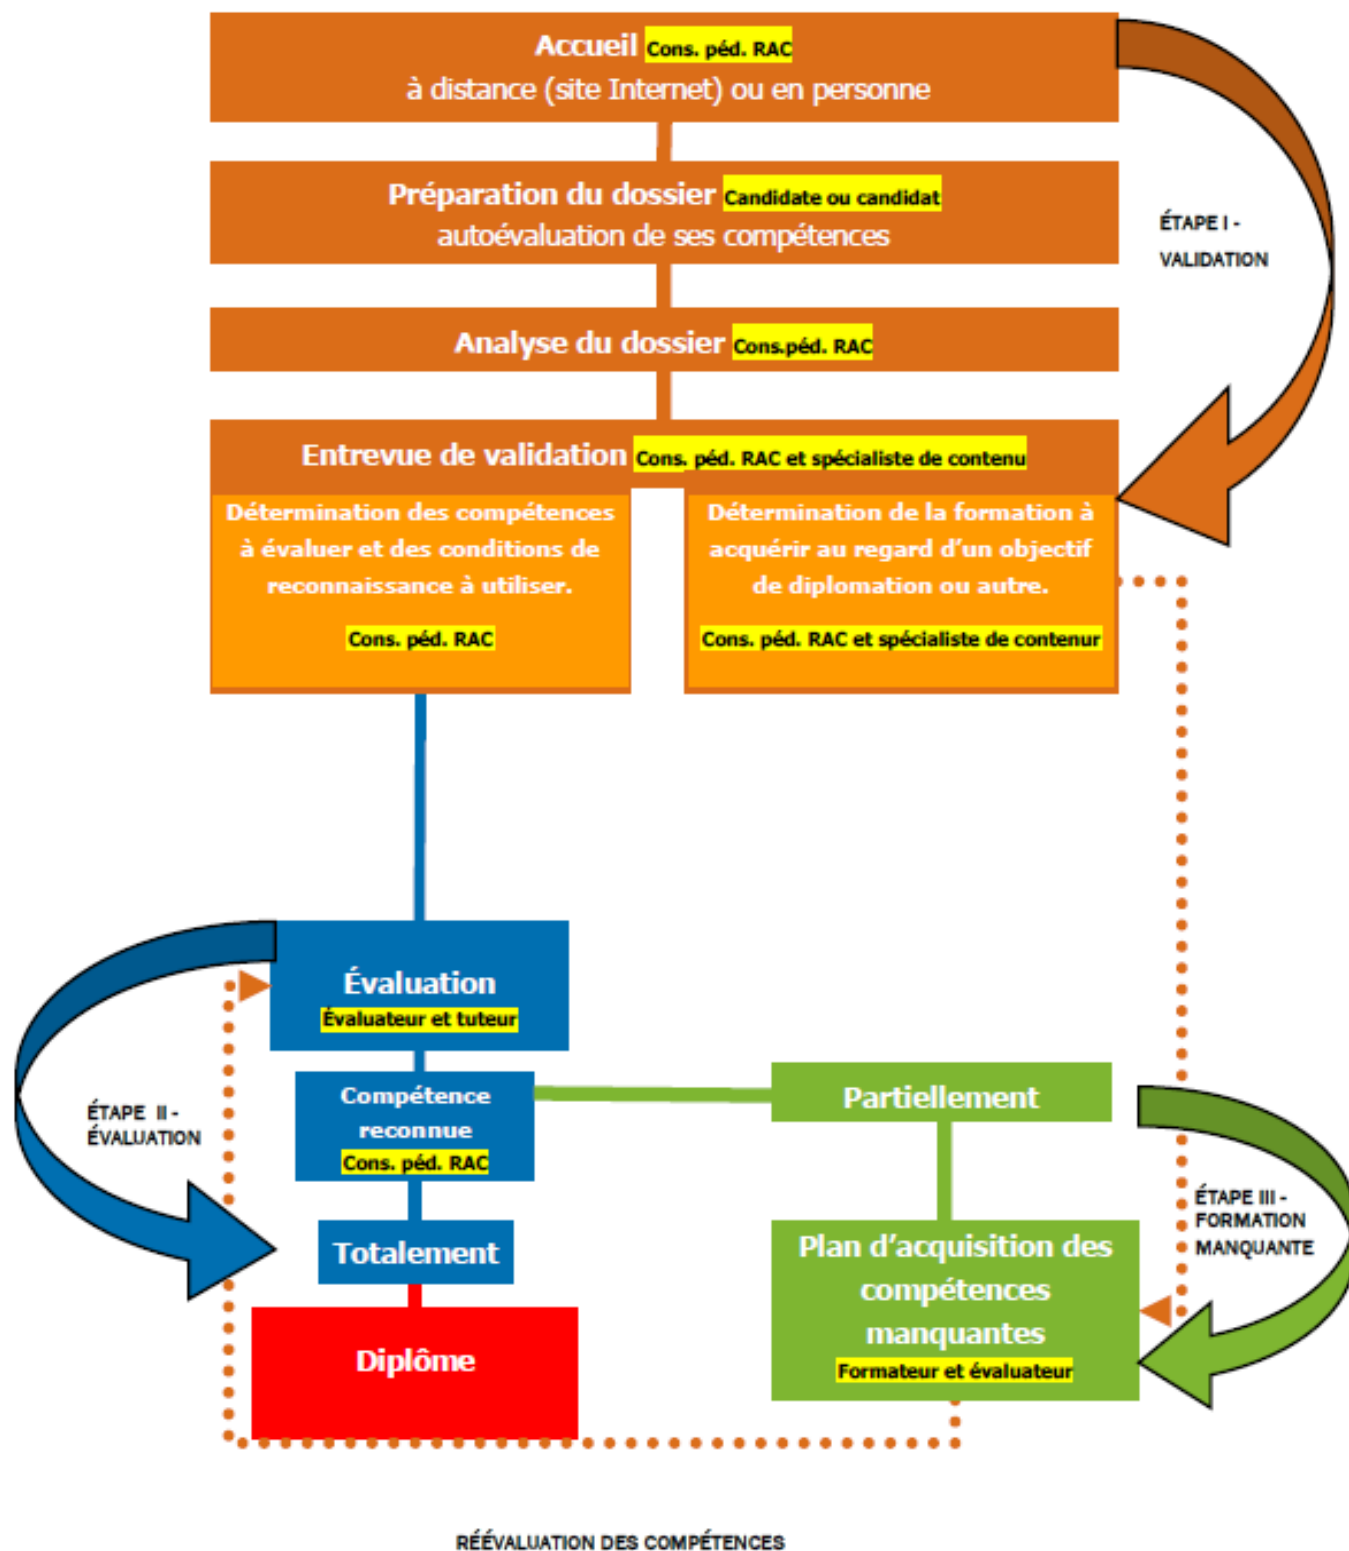 Accueil Cons. péd. RAC
à distance (site Internet) ou en personne
Préparation du dossier Candidate ou candidat
autoévaluation de ses compétences
ÉTAPE I -
VALIDATION
Analyse du dossier Cons.péd. RAC
Entrevue de validation Cons. péd. RAC et spécialiste de contenu
Détermination des compétences
à évaluer et des conditions de
reconnaissance à utiliser.
Cons. péd. RAC
Détermination de la formation à
acquérir au regard d'un objectif
de diplomation ou autre.
Cons. péd. RAC et spécialiste de contenur
Évaluation
Évaluateur et tuteur
ÉTAPE II -
ÉVALUATION
Compétence
reconnue
Cons. péd. RAC
Partiellement
Totalement
Diplôme
Plan d'acquisition des
compétences
manquantes
Formateur et évaluateur
ÉTAPE III -
FORMATION
MANQUANTE
RÉÉVALUATION DES COMPÉTENCES